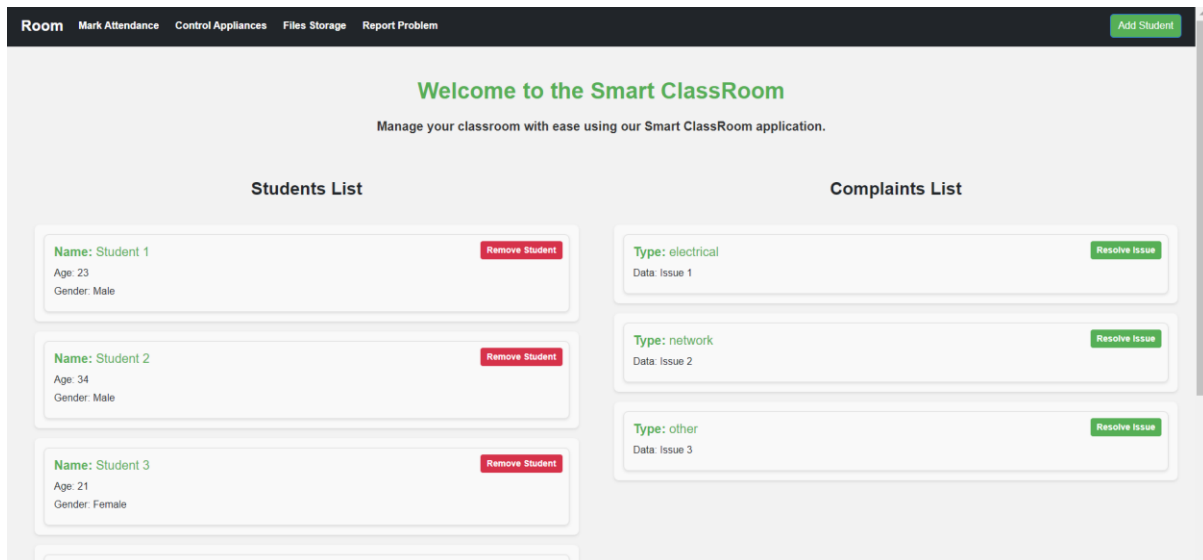 Room Mark Attendance Control Appliances Files Storage Report Problem Add Student
Welcome to the Smart ClassRoom
Manage your classroom with ease using our Smart ClassRoom application.
Students List
Name: Student 1 Remove Student
Age: 23
Gender: Male
Name: Student 2 Remove Student
Age: 34
Gender: Male
Name: Student 3 Remove Student
Age: 21
Gender: Female
Complaints List
Type: electrical Resolve Issue
Data: Issue 1
Type: network Resolve Issue
Data: Issue 2
Type: other Resolve Issue
Data: Issue 3